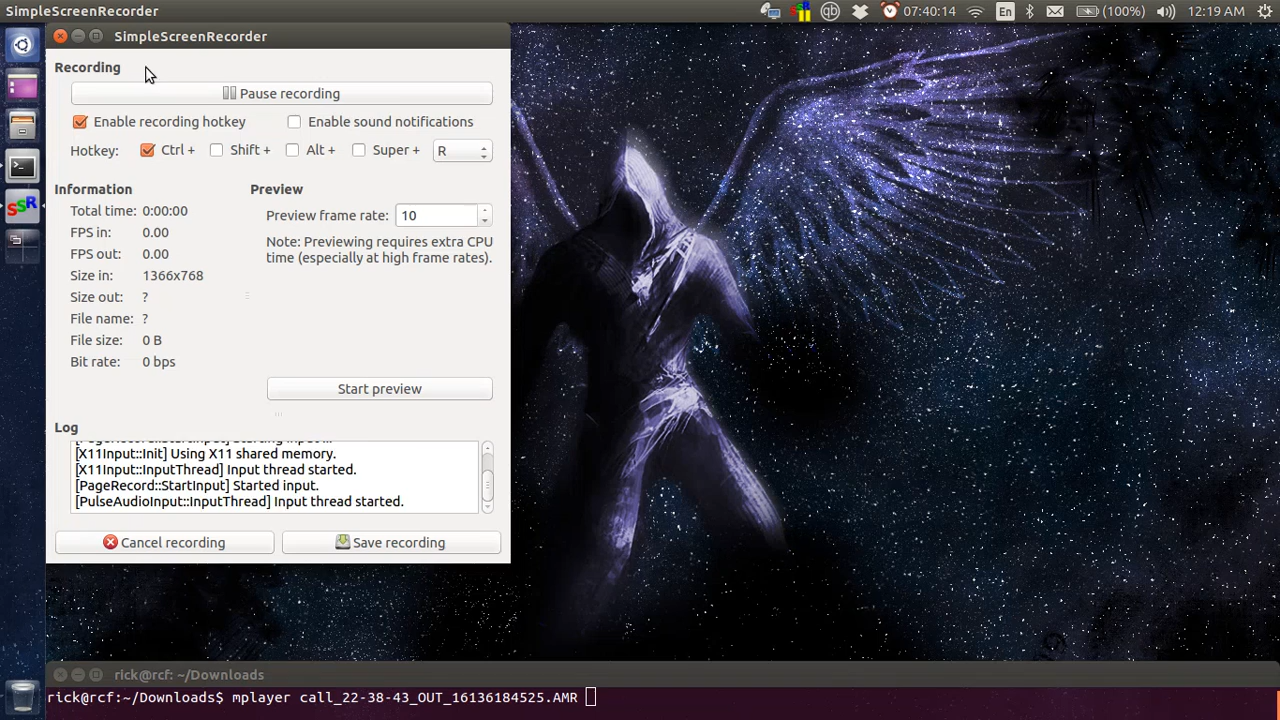 SimpleScreenRecorder
07:40:14
En
(100%)
12:19 AM
SimpleScreenRecorder
Recording
Pause recording
Enable recording hotkey
Enable sound notifications
Hotkey:
Ctrl +
Shift +
Alt +
Super +
R
Information
Total time: 0:00:00
FPS in: 0.00
FPS out: 0.00
Size in: 1366x768
Size out: ?
File name: ?
File size: 0 B
Bit rate: 0 bps
Preview
Preview frame rate: 10
Note: Previewing requires extra CPU
time (especially at high frame rates).
Start preview
Log
[PageRecord::StartInput] Starting input ...
[X11Input::Init] Using X11 shared memory.
[X11Input::InputThread] Input thread started.
[PageRecord::StartInput] Started input.
[PulseAudioInput::InputThread] Input thread started.
Cancel recording
Save recording
SSR
rick@rcf: ~/Downloads
rick@rcf:~/Downloads$ mplayer call_22-38-43_OUT_16136184525.AMR